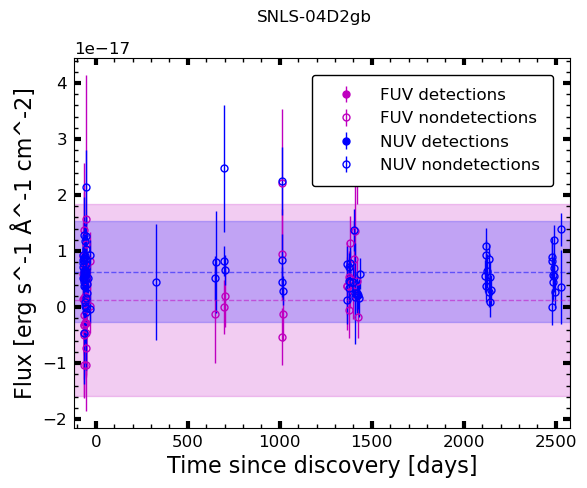 SNLS-04D2gb
1e−17
FUV detections
FUV nondetections
NUV detections
NUV nondetections
4
3
2
1
0
−1
−2
Flux [erg s^-1 Å^-1 cm^-2]
0 500 1000 1500 2000 2500
Time since discovery [days]